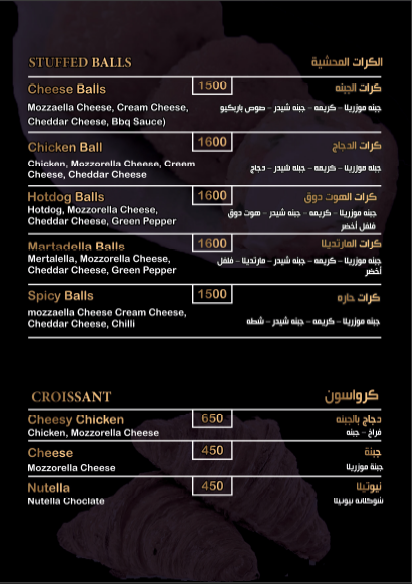 STUFFED BALLS الكرات المحشية
Cheese Balls 1500 كرات الجبنه
Mozzaella Cheese, Cream Cheese, جبنه موزريلا – كريمه – جبنه شيدر – صوص باربكيو
Cheddar Cheese, Bbq Sauce)
Chicken Ball 1600 كرات الدجاج
Chicken, Mozzorella Cheese, Cream جبنه موزريلا – كريمه – جبنه شيدر – دجاج
Cheese, Cheddar Cheese
Hotdog Balls 1600 كرات الهوت دوق
Hotdog, Mozzorella Cheese, جبنه موزريلا – كريمه – جبنه شيدر – هوت دوق
Cheddar Cheese, Green Pepper فلفل أخضر
Martadella Balls 1600 كرات المارتديلا
Mertalella, Mozzorella Cheese, جبنه موزريلا – كريمه – جبنه شيدر – مارتديلا – فلفل
Cheddar Cheese, Green Pepper أخضر
Spicy Balls 1500 كرات حاره
mozzaella Cheese Cream Cheese,
Cheddar Cheese, Chilli جبنه موزريلا – كريمه – جبنه شيدر – شطه
CROISSANT كرواسون
Cheesy Chicken 650 دجاج بالجبنه
Chicken, Mozzorella Cheese فراخ – جبنه
Cheese 450 جبنة
Mozzorella Cheese جبنة موزريلا
Nutella 450 نيوتيلا
Nutella Choclate شوكلاته نيوتيلا